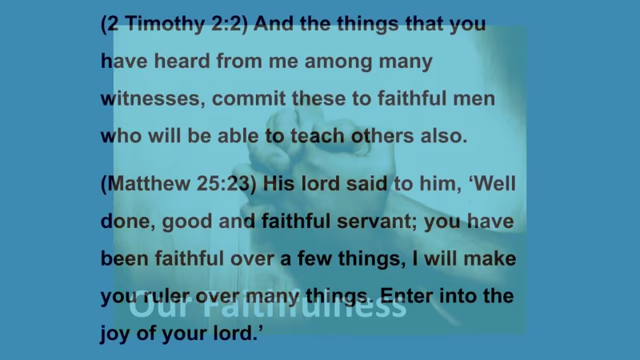 (2 Timothy 2:2) And the things that you
have heard from me among many
witnesses, commit these to faithful men
who will be able to teach others also.
(Matthew 25:23) His lord said to him, ‘Well
done, good and faithful servant; you have
been faithful over a few things, I will make
you ruler over many things. Enter into the
Our Faithfulness
joy of your lord.’